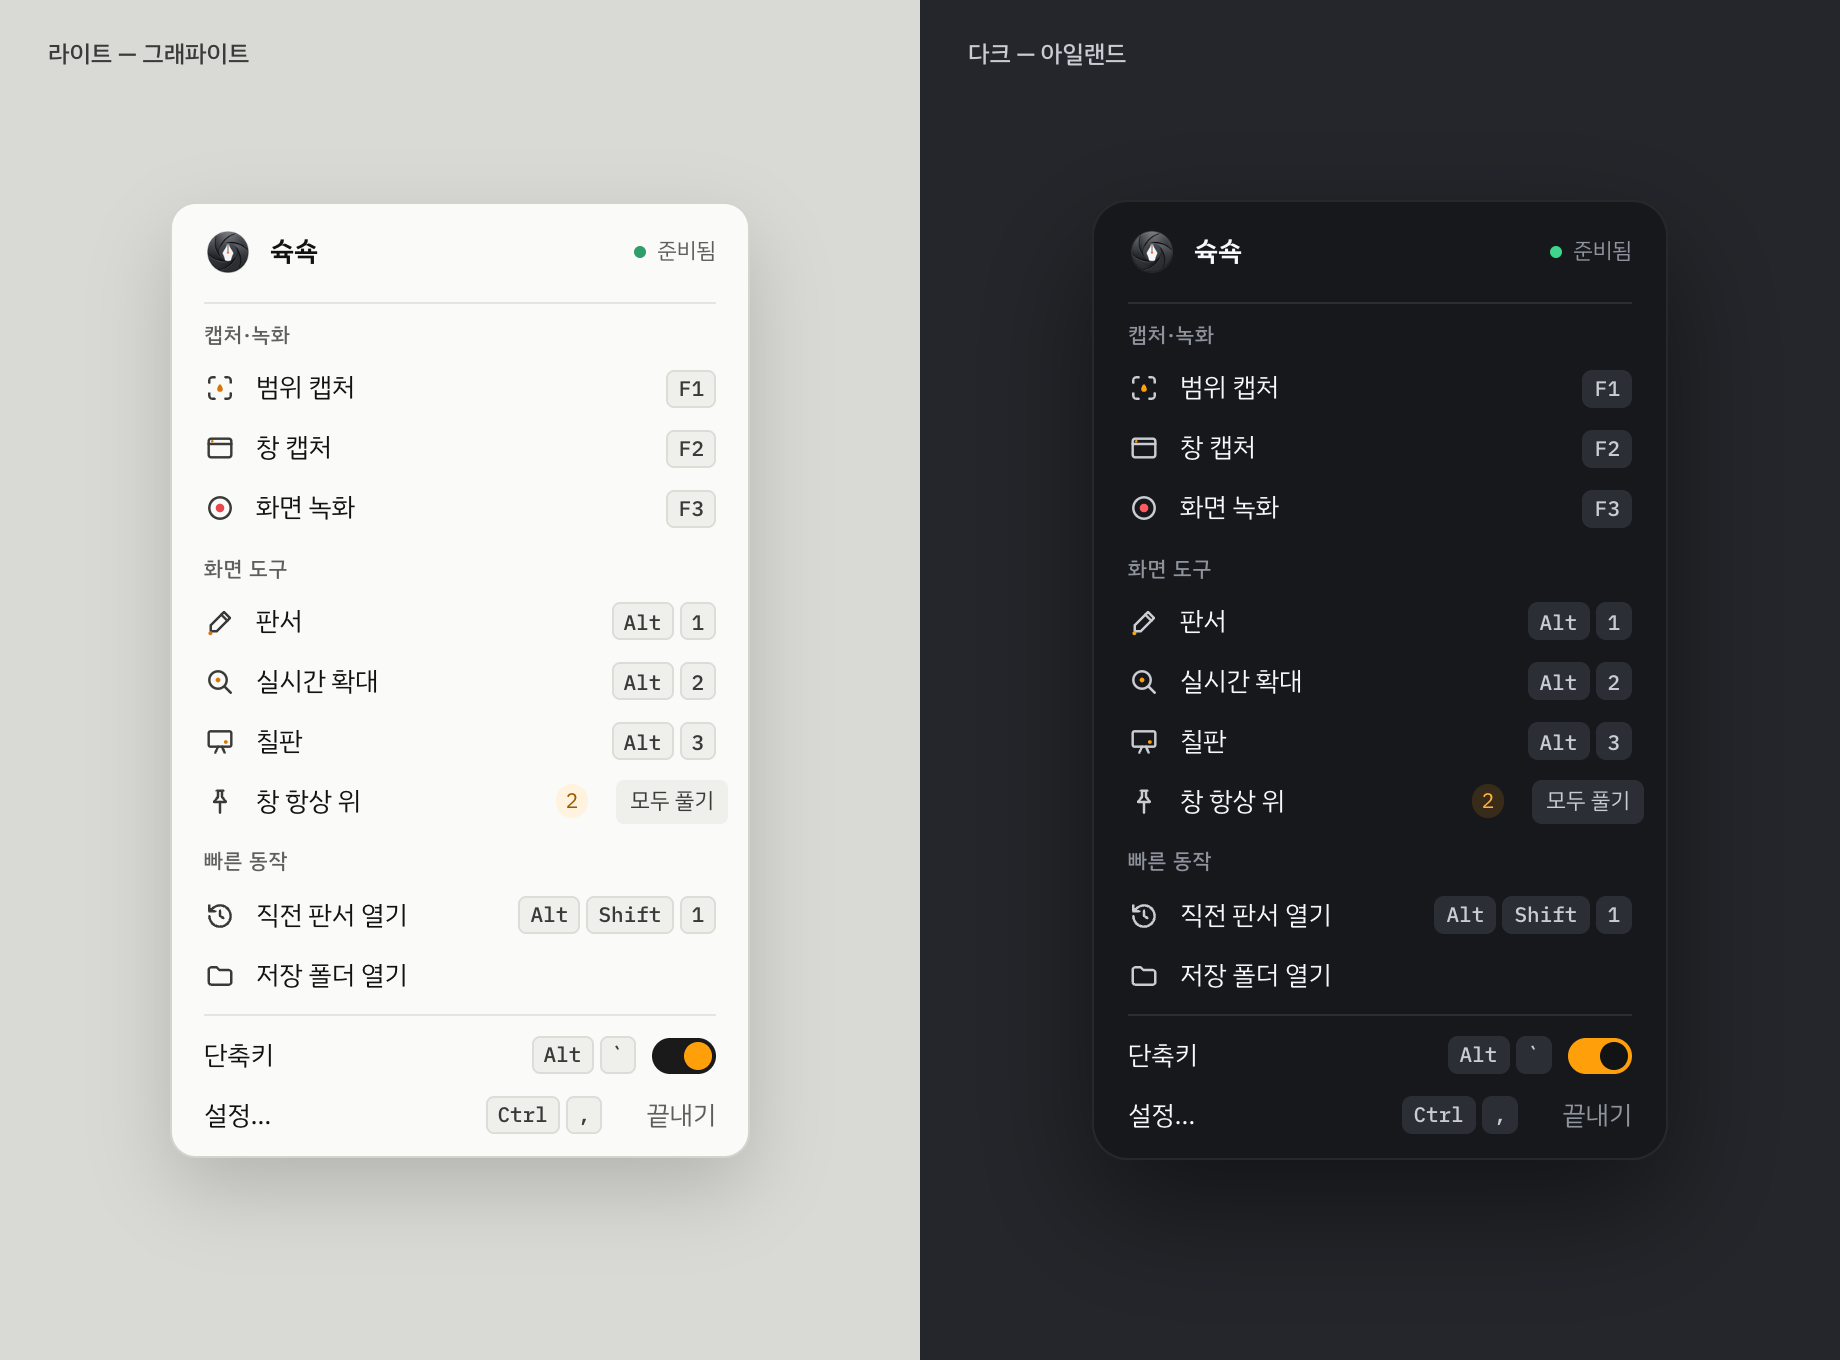 라이트 — 그래파이트
슉쇽
준비됨
캡처·녹화
범위 캡처 F1
창 캡처 F2
화면 녹화 F3
화면 도구
판서 Alt 1
실시간 확대 Alt 2
칠판 Alt 3
창 항상 위 2 모두 풀기
빠른 동작
직전 판서 열기 Alt Shift 1
저장 폴더 열기
단축키 Alt `
설정... Ctrl , 끝내기
다크 — 아일랜드
슉쇽
준비됨
캡처·녹화
범위 캡처 F1
창 캡처 F2
화면 녹화 F3
화면 도구
판서 Alt 1
실시간 확대 Alt 2
칠판 Alt 3
창 항상 위 2 모두 풀기
빠른 동작
직전 판서 열기 Alt Shift 1
저장 폴더 열기
단축키 Alt `
설정... Ctrl , 끝내기